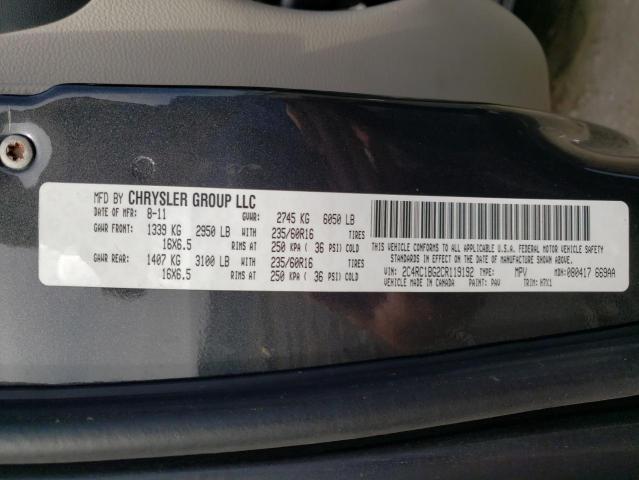 MFD BY CHRYSLER GROUP LLC
DATE OF MFR: 8-11 GVWR: 2745 KG 6050 LB
GAWR FRONT: 1339 KG 2950 LB WITH 235/60R16 TIRES
16X6.5 RIMS AT 250 KPA ( 36 PSI) COLD
GAWR REAR: 1407 KG 3100 LB WITH 235/60R16 TIRES
16X6.5 RIMS AT 250 KPA ( 36 PSI) COLD
THIS VEHICLE CONFORMS TO ALL APPLICABLE U.S.A. FEDERAL MOTOR VEHICLE SAFETY
STANDARDS IN EFFECT ON THE DATE OF MANUFACTURE SHOWN ABOVE.
VIN: 2C4RC1BG2CR119192 TYPE: MPV MDH: 080417 669AA
VEHICLE MADE IN CANADA PAINT: PAV TRIM: H7X1